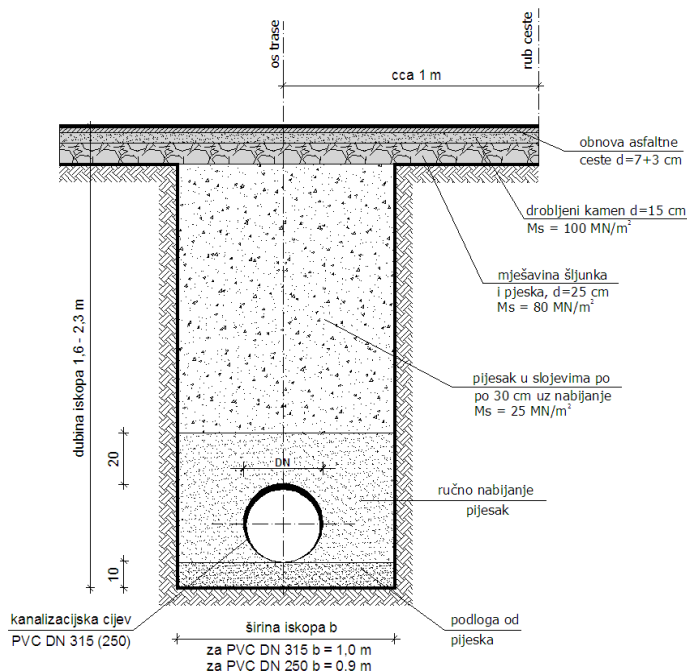 os trase
rub ceste
cca 1 m
obnova asfaltne
ceste d=7+3 cm
drobljeni kamen d=15 cm
Ms = 100 MN/m²
mješavina šljunka
i pjeska, d=25 cm
Ms = 80 MN/m²
dubina iskopa 1,6 - 2,3 m
pijesak u slojevima po
po 30 cm uz nabijanje
Ms = 25 MN/m²
20
DN
ručno nabijanje
pijesak
10
kanalizacijska cijev
PVC DN 315 (250)
širina iskopa b
za PVC DN 315 b = 1,0 m
za PVC DN 250 b = 0.9 m
podloga od
pijeska